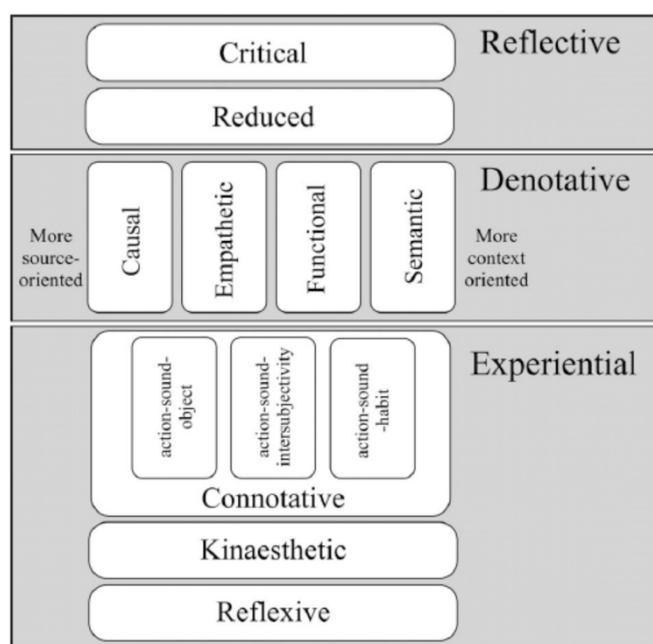 Critical
Reflective
Reduced
Denotative
More
source-
oriented
Causal
Empathetic
Functional
Semantic
More
context
oriented
Experiential
action-sound-
object
action-sound-
intersubjectivity
action-sound
-habit
Connotative
Kinaesthetic
Reflexive